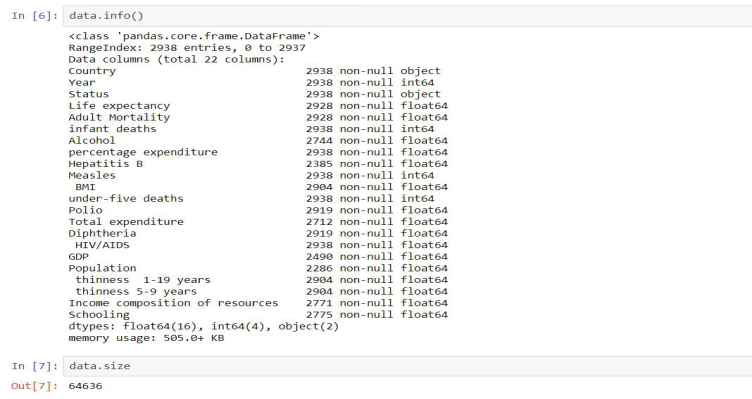 In [6]: data.info()
<class 'pandas.core.frame.DataFrame'>
RangeIndex: 2938 entries, 0 to 2937
Data columns (total 22 columns):
Country                            2938 non-null object
Year                               2938 non-null int64
Status                             2938 non-null object
Life expectancy                    2928 non-null float64
Adult Mortality                    2928 non-null float64
infant deaths                      2938 non-null int64
Alcohol                            2744 non-null float64
percentage expenditure             2938 non-null float64
Hepatitis B                        2385 non-null float64
Measles                            2938 non-null int64
 BMI                               2904 non-null float64
under-five deaths                  2938 non-null int64
Polio                              2919 non-null float64
Total expenditure                  2712 non-null float64
Diphtheria                         2919 non-null float64
 HIV/AIDS                          2938 non-null float64
GDP                                2490 non-null float64
Population                         2286 non-null float64
 thinness  1-19 years              2904 non-null float64
 thinness 5-9 years                2904 non-null float64
Income composition of resources    2771 non-null float64
Schooling                          2775 non-null float64
dtypes: float64(16), int64(4), object(2)
memory usage: 505.0+ KB
In [7]: data.size
Out[7]: 64636